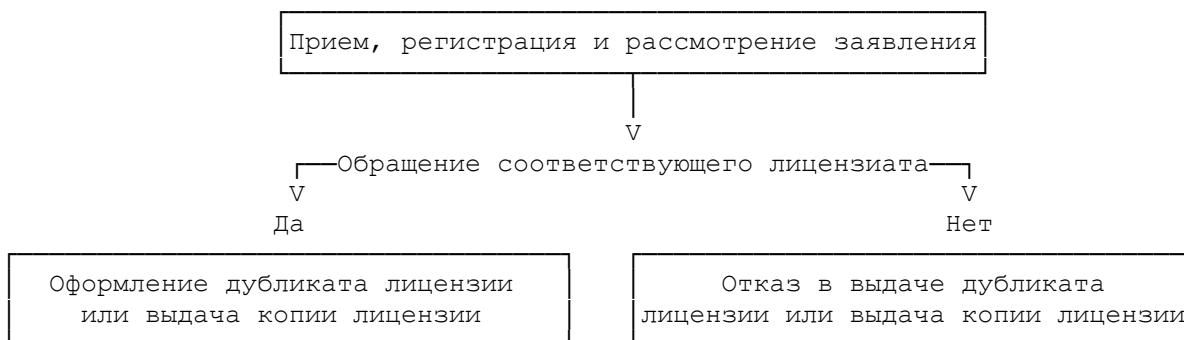 Прием, регистрация и рассмотрение заявления
V
Обращение соответствующего лицензиата
V V
Да Нет
Оформление дубликата лицензии Отказ в выдаче дубликата
или выдача копии лицензии лицензии или выдача копии лицензии